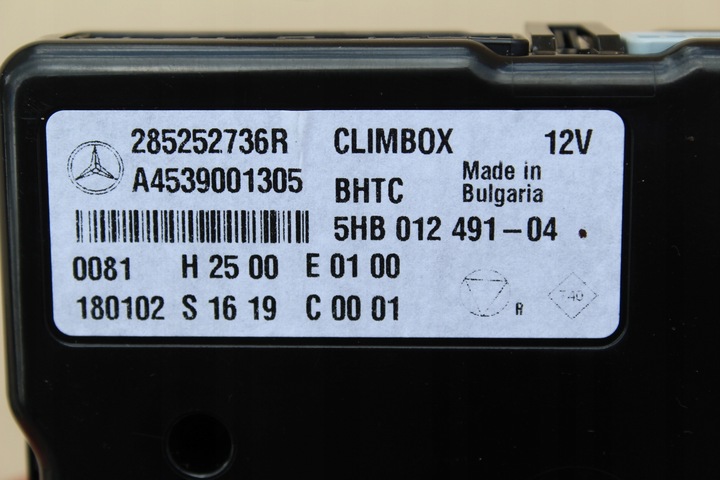 285252736R CLIMBOX 12V
A4539001305 BHTC Made in
Bulgaria
5HB 012 491-04
0081 H 25 00 E 01 00
180102 S 16 19 C 00 01
R